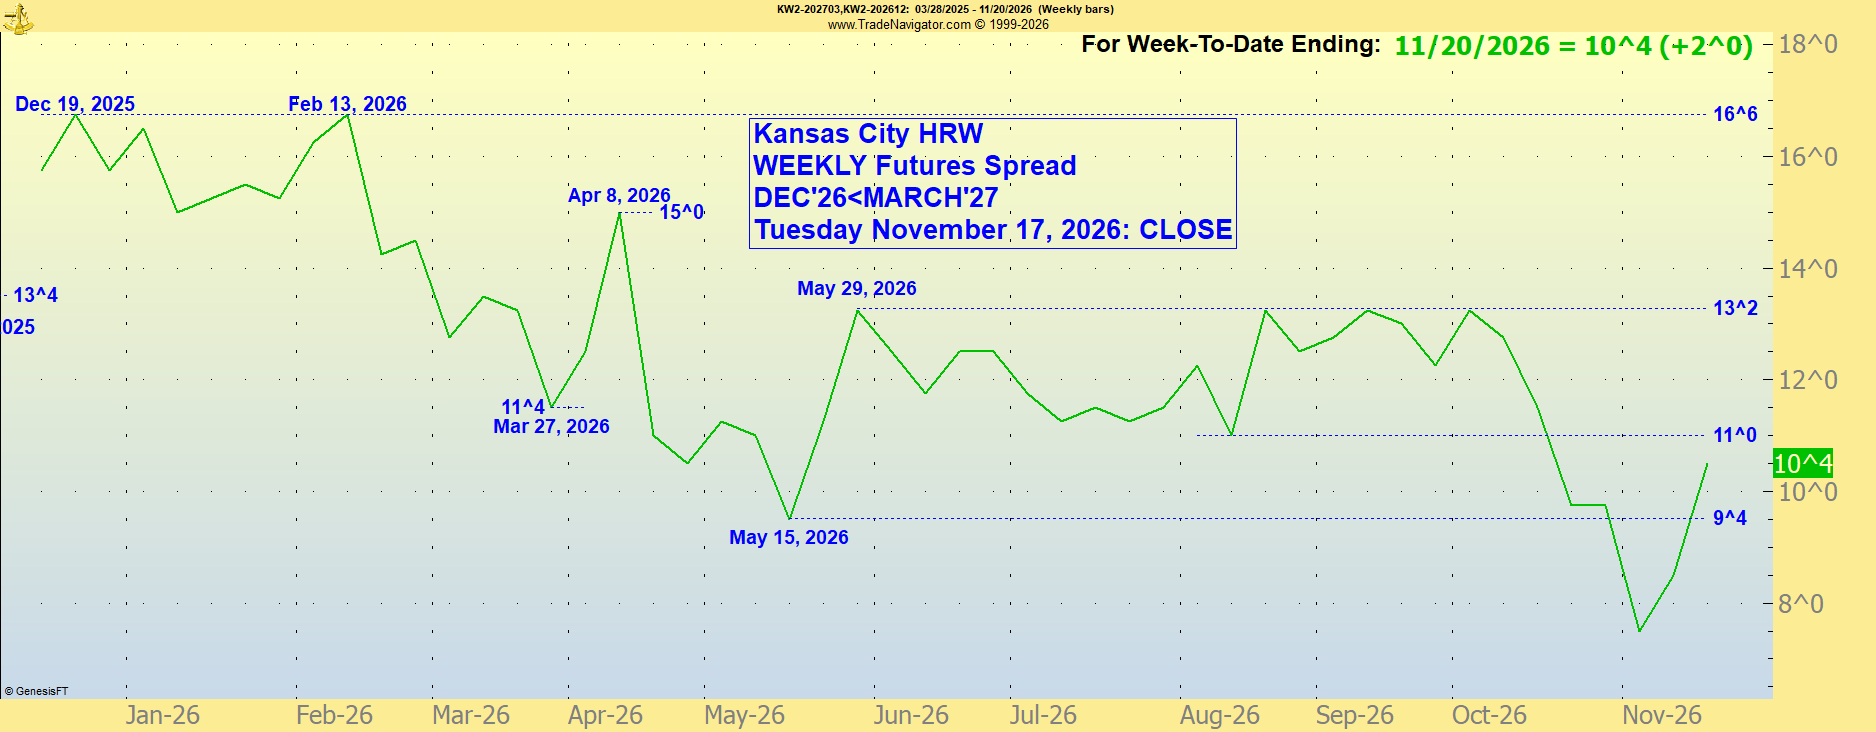 KW2-202703,KW2-202612: 03/28/2025 - 11/20/2026 (Weekly bars)
www.TradeNavigator.com © 1999-2026
For Week-To-Date Ending: 11/20/2026 = 10^4 (+2^0)
18^0
Dec 19, 2025
Feb 13, 2026
16^6
Kansas City HRW
WEEKLY Futures Spread
DEC'26<MARCH'27
Tuesday November 17, 2026: CLOSE
16^0
Apr 8, 2026
15^0
14^0
May 29, 2026
13^4
13^2
025
12^0
11^4
Mar 27, 2026
11^0
10^4
10^0
9^4
May 15, 2026
8^0
© GenesisFT
Jan-26
Feb-26
Mar-26
Apr-26
May-26
Jun-26
Jul-26
Aug-26
Sep-26
Oct-26
Nov-26